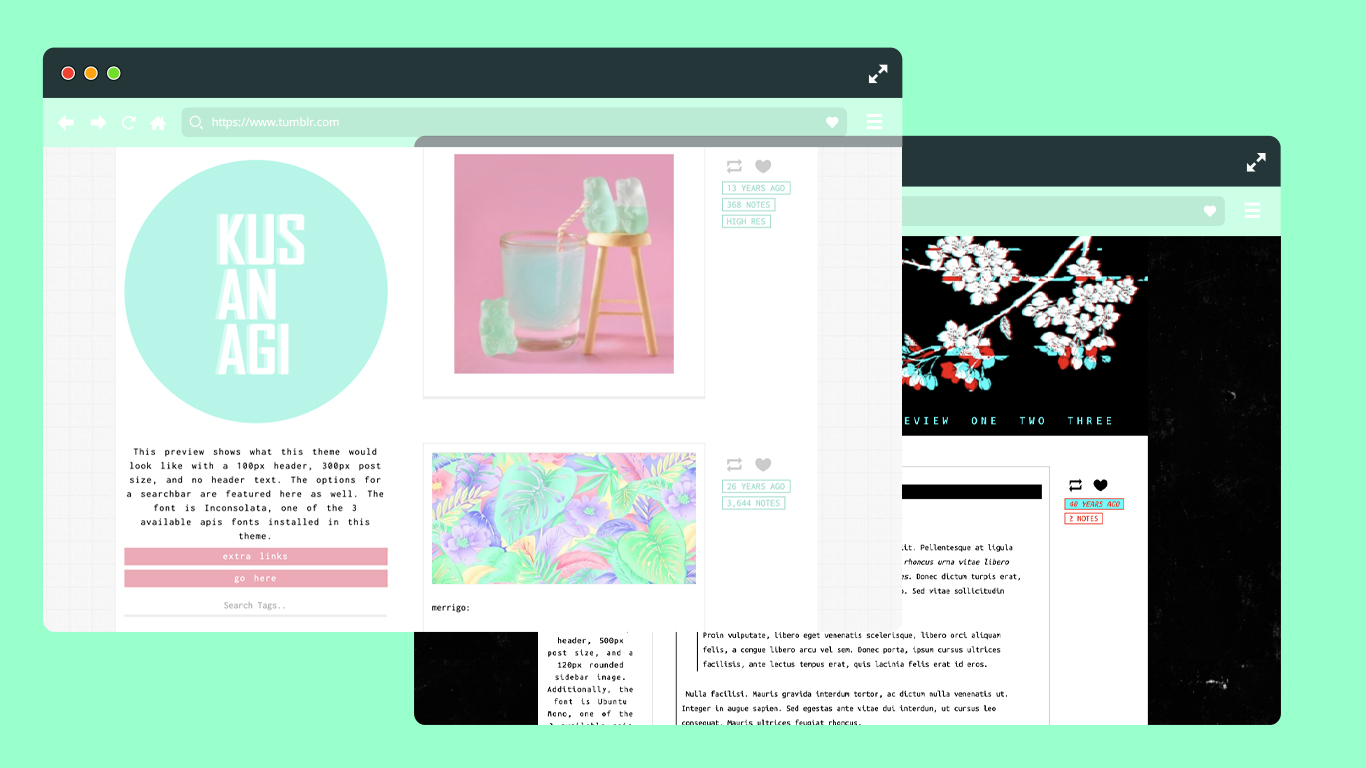 https://www.tumblr.com
KUS
AN
AGI
This preview shows what this theme would
look like with a 100px header, 300px post
size, and no header text. The options for
a searchbar are featured here as well. The
font is Inconsolata, one of the 3
available apis fonts installed in this
theme.
extra links
go here
Search Tags..
13 YEARS AGO
368 NOTES
HIGH RES
26 YEARS AGO
3,644 NOTES
merrigo:
EVIEW ONE TWO THREE
40 YEARS AGO
2 NOTES
it. Pellentesque at ligula
rhoncus urna vitae libero
s. Donec dictum turpis erat,
. Sed vitae sollicitudin
Proin vulputate, libero eget venenatis scelerisque, libero orci aliquam
felis, a congue libero arcu vel sem. Donec porta, ipsum cursus ultrices
facilisis, ante lectus tempus erat, quis lacinia felis erat id eros.
Nulla facilisi. Mauris gravida interdum tortor, ac dictum nulla venenatis ut.
Integer in augue sapien. Sed egestas ante vitae dui interdum, ut cursus leo
consequat. Mauris ultrices feugiat rhoncus.
header, 500px
post size, and a
120px rounded
sidebar image.
Additionally, the
font is Ubuntu
Mono, one of the